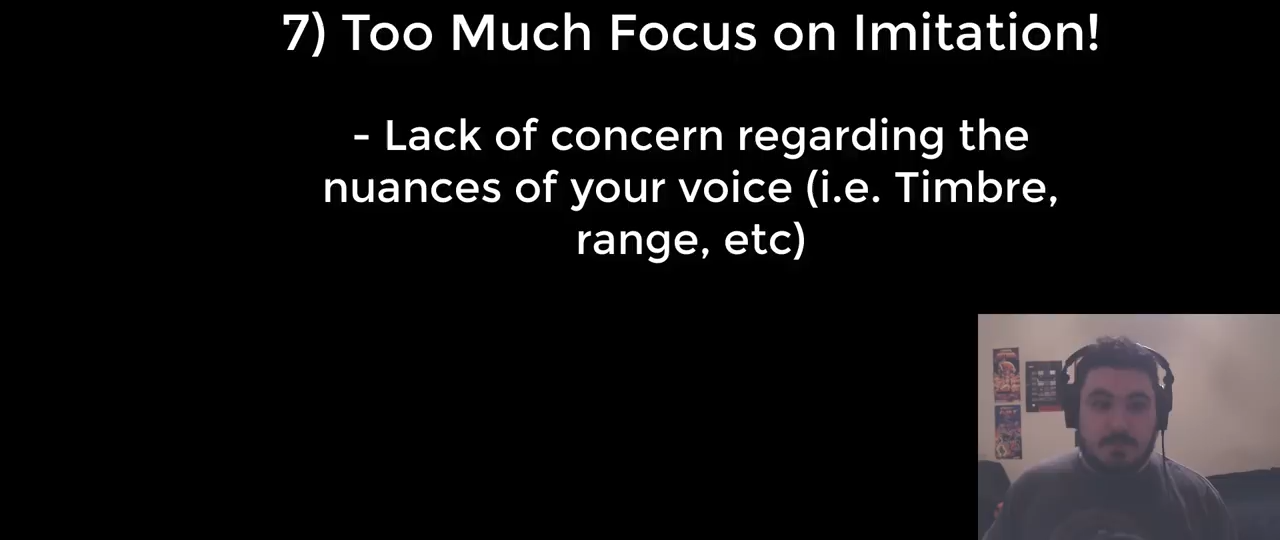 7) Too Much Focus on Imitation!
- Lack of concern regarding the
nuances of your voice (i.e. Timbre,
range, etc)